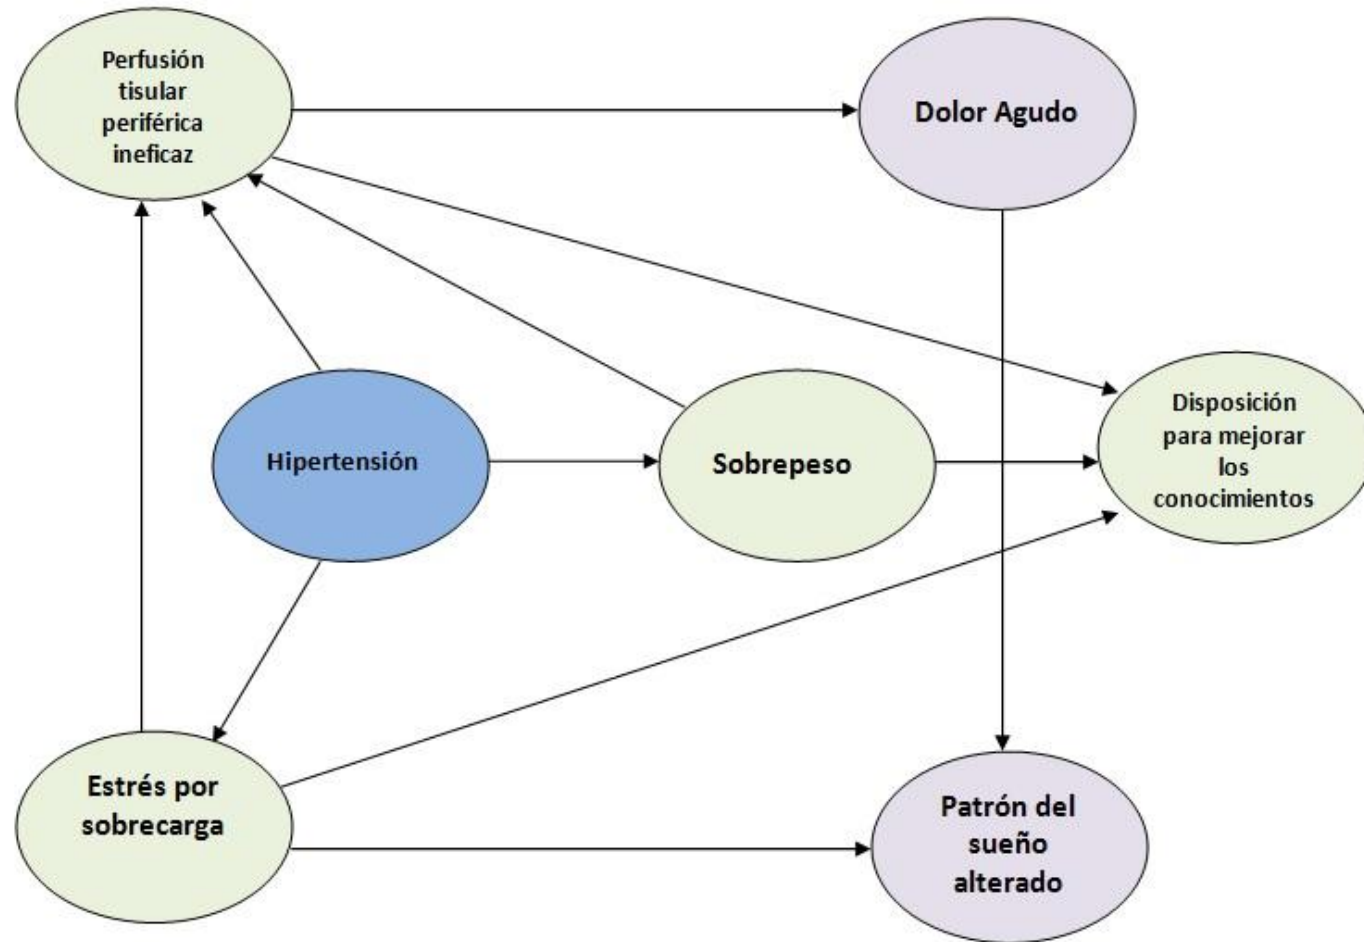 Perfusión
tisular
periférica
ineficaz
Dolor Agudo
Hipertensión
Sobrepeso
Disposición
para mejorar
los
conocimientos
Estrés por
sobrecarga
Patrón del
sueño
alterado